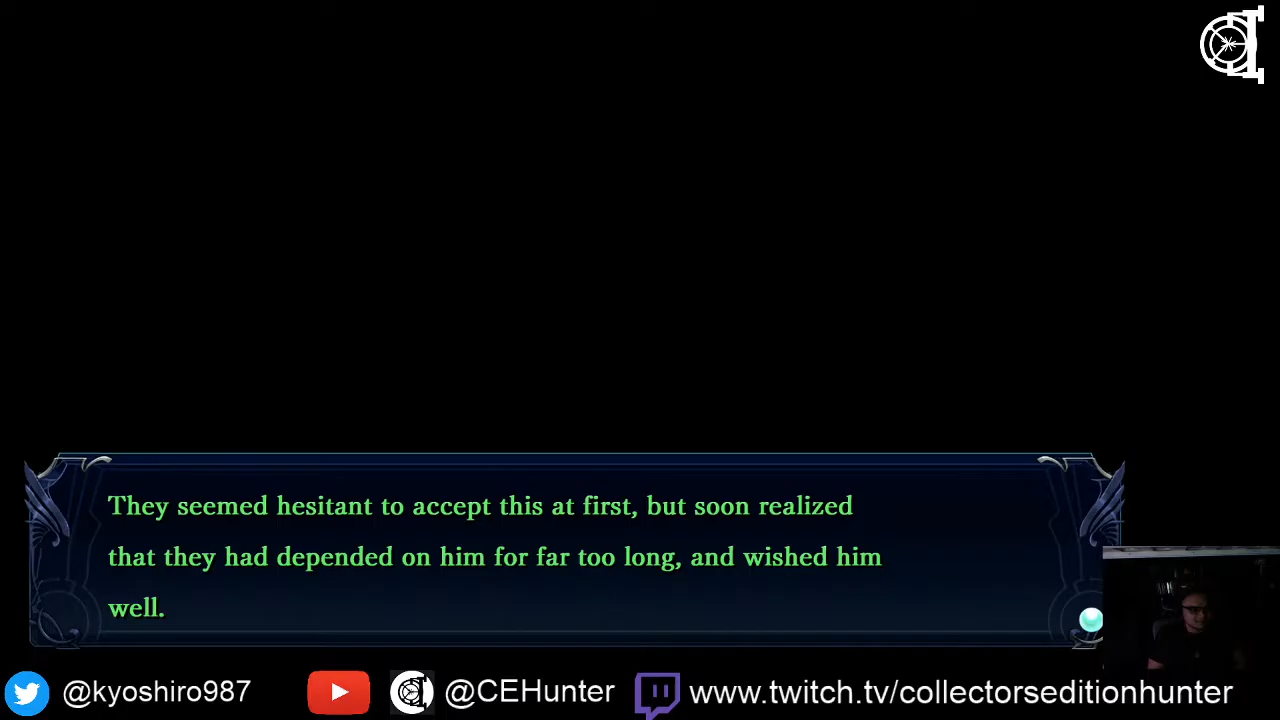 They seemed hesitant to accept this at first, but soon realized
that they had depended on him for far too long, and wished him
well.
@kyoshiro987
@CEHunter
www.twitch.tv/collectorseditionhunter